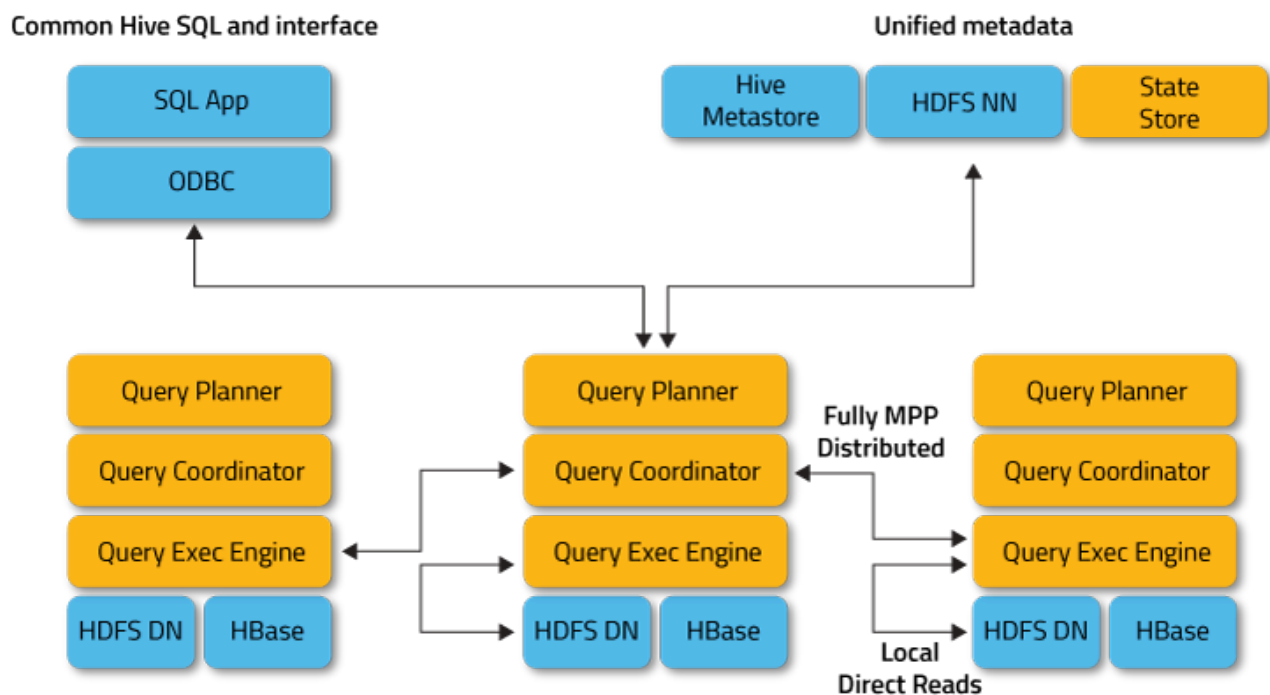 Common Hive SQL and interface
Unified metadata
SQL App
ODBC
Hive
Metastore
HDFS NN
State
Store
Query Planner
Query Coordinator
Query Exec Engine
HDFS DN
HBase
Query Planner
Query Coordinator
Query Exec Engine
HDFS DN
HBase
Fully MPP
Distributed
Query Planner
Query Coordinator
Query Exec Engine
HDFS DN
HBase
Local
Direct Reads